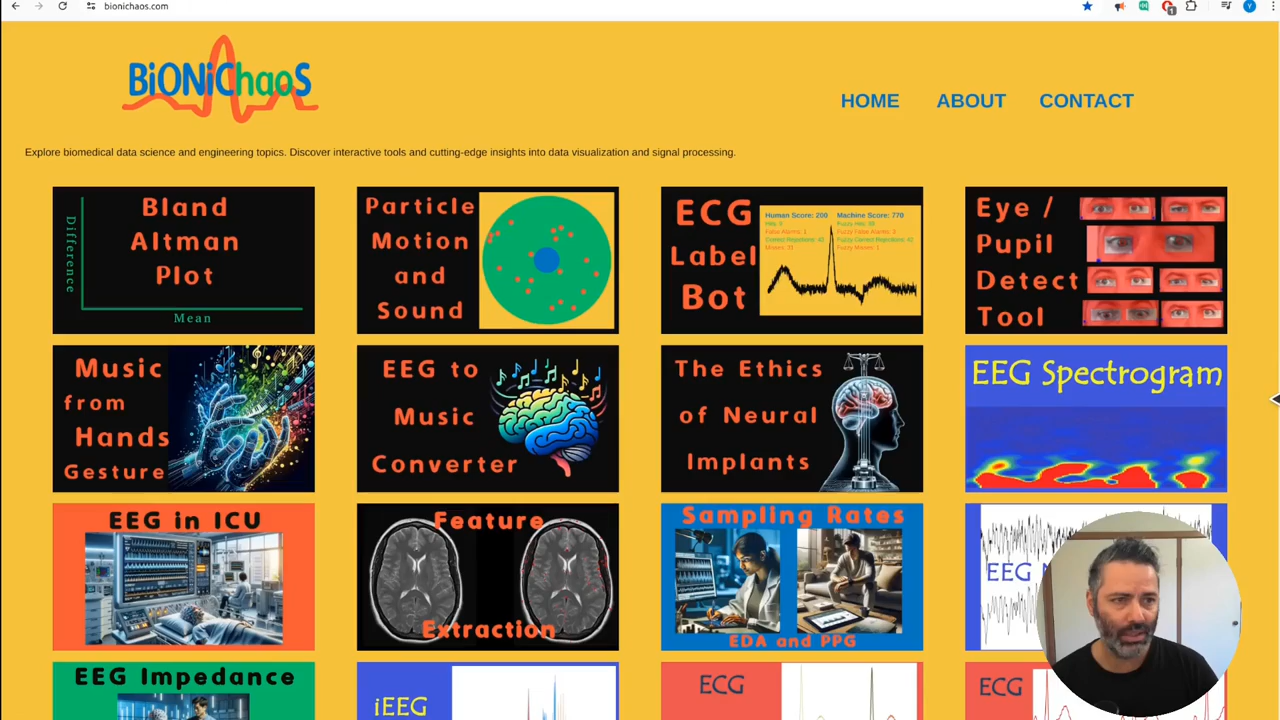 bionichaos.com
1
Y
BiONiChaoS
HOME
ABOUT
CONTACT
Explore biomedical data science and engineering topics. Discover interactive tools and cutting-edge insights into data visualization and signal processing.
Bland
Altman
Plot
Difference
Mean
Particle
Motion
and
Sound
ECG
Label
Bot
Human Score: 200
Machine Score: 770
Correct Rejections: 42
Eye /
Pupil
Detect
Tool
Music
from
Hands
Gesture
EEG to
Music
Converter
The Ethics
of Neural
Implants
EEG Spectrogram
EEG in ICU
Feature
Extraction
Sampling Rates
EDA and PPG
EEG
EEG Impedance
iEEG
ECG
ECG